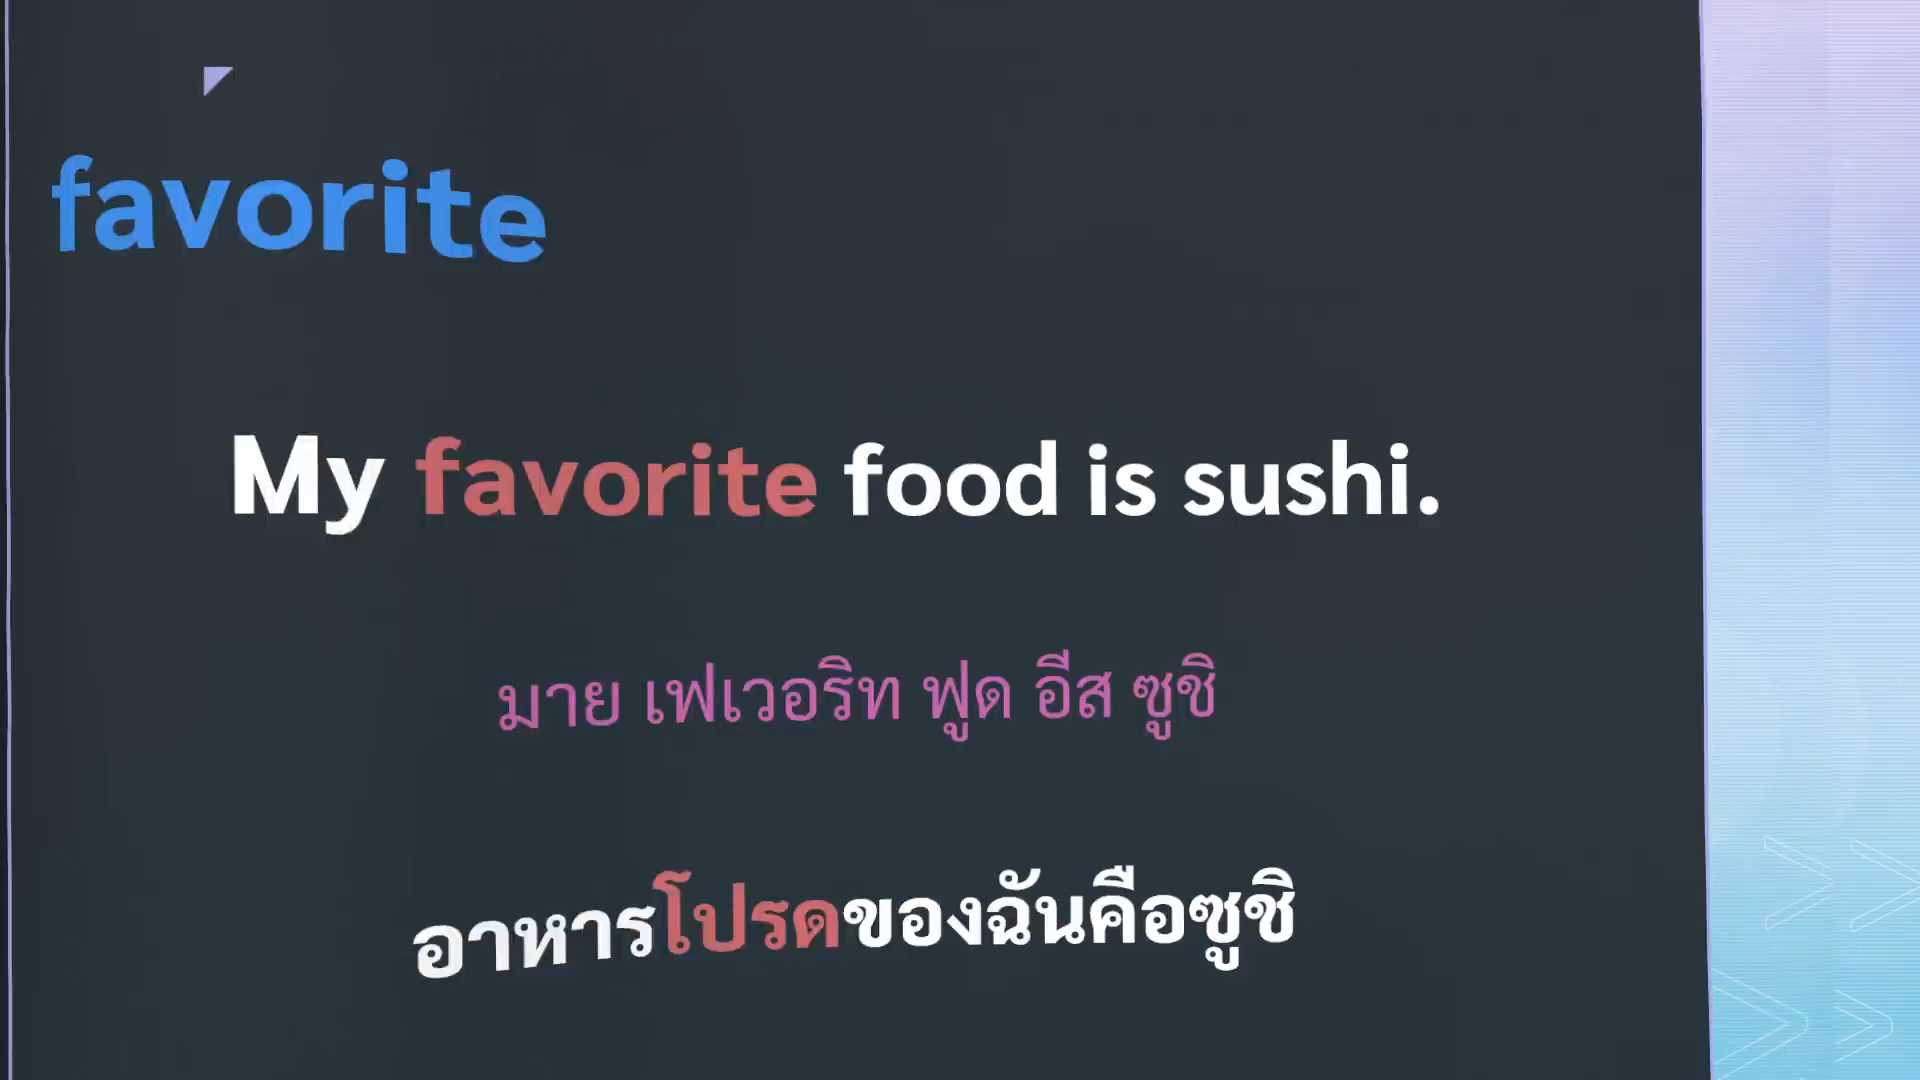 favorite
My favorite food is sushi.
มาย เฟเวอริท ฟูด อีส ซูชิ
อาหารโปรดของฉันคือซูชิ